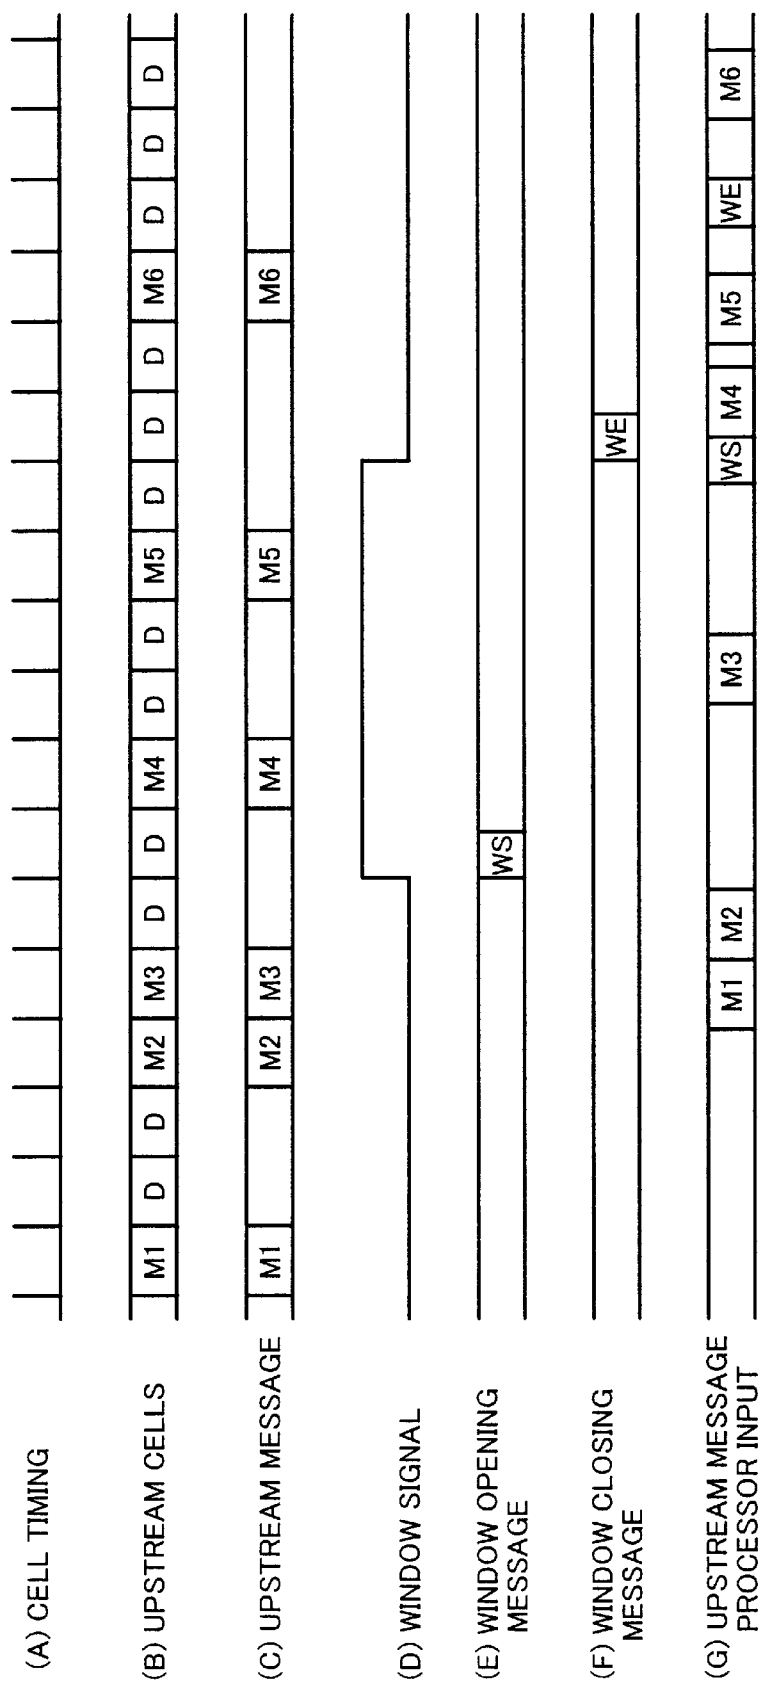 (A) CELL TIMING
(B) UPSTREAM CELLS
M1 D D M2 M3 D D M4 D D M5 D D D M6 D D D
(C) UPSTREAM MESSAGE
M1 M2 M3 M4 M5 M6
(D) WINDOW SIGNAL
(E) WINDOW OPENING
MESSAGE
WS
(F) WINDOW CLOSING
MESSAGE
WE
(G) UPSTREAM MESSAGE
PROCESSOR INPUT
M1 M2 M3 WS M4 M5 WE M6